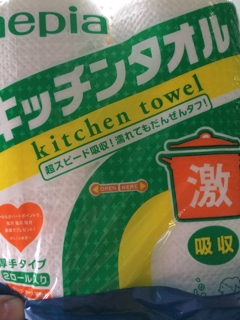 nepia
キッチンタオル
kitchen towel
超スピード吸収!濡れてもだんぜんタフ!
OPEN HERE
激
吸収
厚手タイプ
2ロール入り